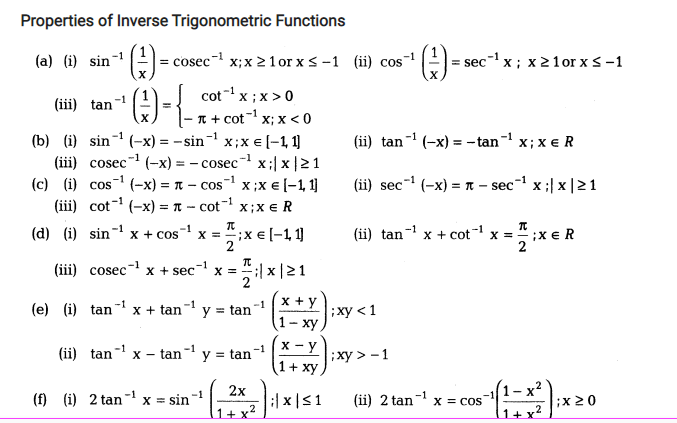 Properties of Inverse Trigonometric Functions
(a) (i) sin⁻¹ (1/x) = cosec⁻¹ x; x ≥ 1 or x ≤ −1 (ii) cos⁻¹ (1/x) = sec⁻¹ x ; x ≥ 1 or x ≤ −1
(iii) tan⁻¹ (1/x) = { cot⁻¹ x ; x > 0
− π + cot⁻¹ x; x < 0
(b) (i) sin⁻¹ (−x) = −sin⁻¹ x ; x ∈ [−1, 1] (ii) tan⁻¹ (−x) = −tan⁻¹ x; x ∈ R
(iii) cosec⁻¹ (−x) = − cosec⁻¹ x ;| x | ≥ 1
(c) (i) cos⁻¹ (−x) = π − cos⁻¹ x ;x ∈ [−1, 1] (ii) sec⁻¹ (−x) = π − sec⁻¹ x ;| x | ≥ 1
(iii) cot⁻¹ (−x) = π − cot⁻¹ x ; x ∈ R
(d) (i) sin⁻¹ x + cos⁻¹ x = π/2 ; x ∈ [−1, 1] (ii) tan⁻¹ x + cot⁻¹ x = π/2 ; x ∈ R
(iii) cosec⁻¹ x + sec⁻¹ x = π/2 ;| x | ≥ 1
(e) (i) tan⁻¹ x + tan⁻¹ y = tan⁻¹ ((x + y)/(1 − xy)) ; xy < 1
(ii) tan⁻¹ x − tan⁻¹ y = tan⁻¹ ((x − y)/(1 + xy)) ; xy > −1
(f) (i) 2 tan⁻¹ x = sin⁻¹ (2x/(1 + x²)) ;| x | ≤ 1 (ii) 2 tan⁻¹ x = cos⁻¹ ((1 − x²)/(1 + x²)) ; x ≥ 0